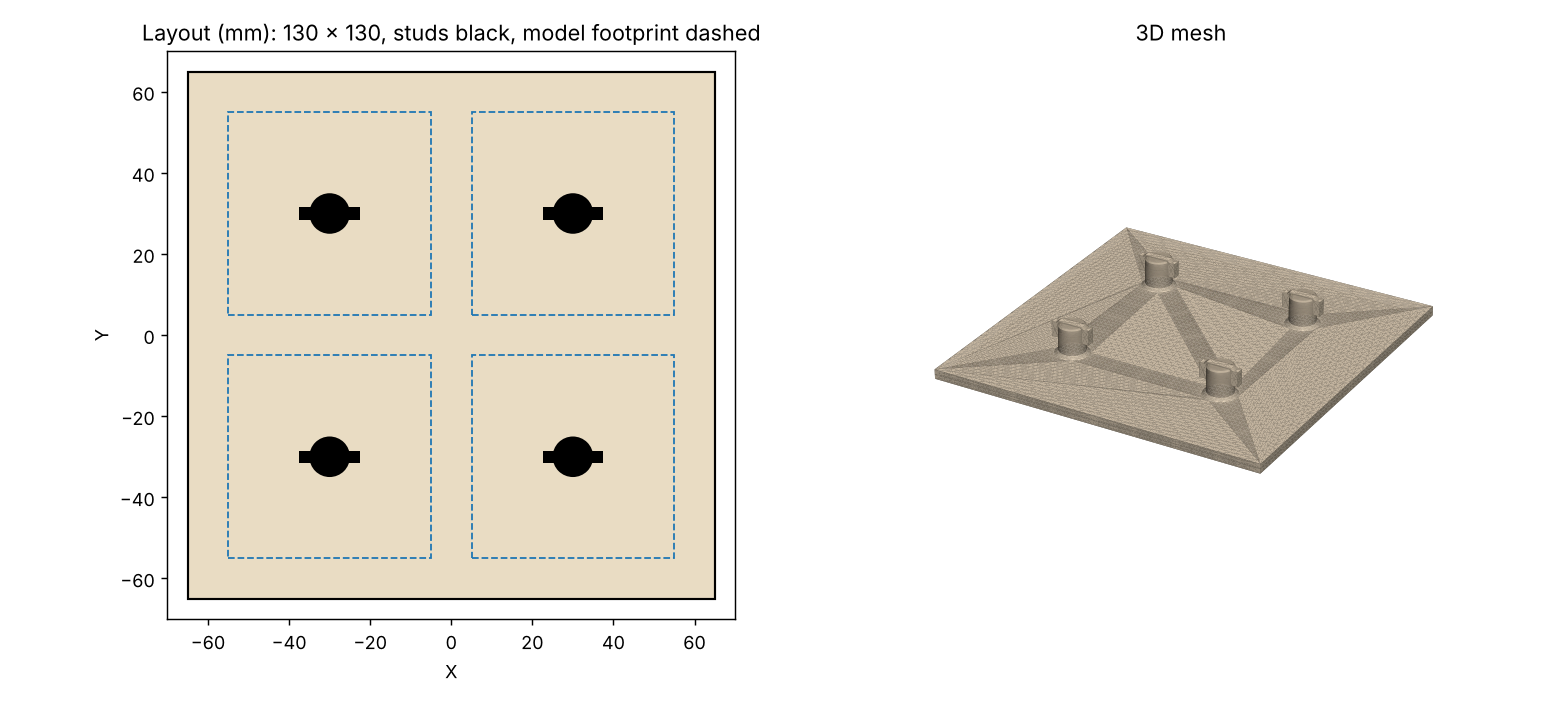 Layout (mm): 130 × 130, studs black, model footprint dashed
3D mesh
60
40
20
0
−20
−40
−60
Y
−60 −40 −20 0 20 40 60
X